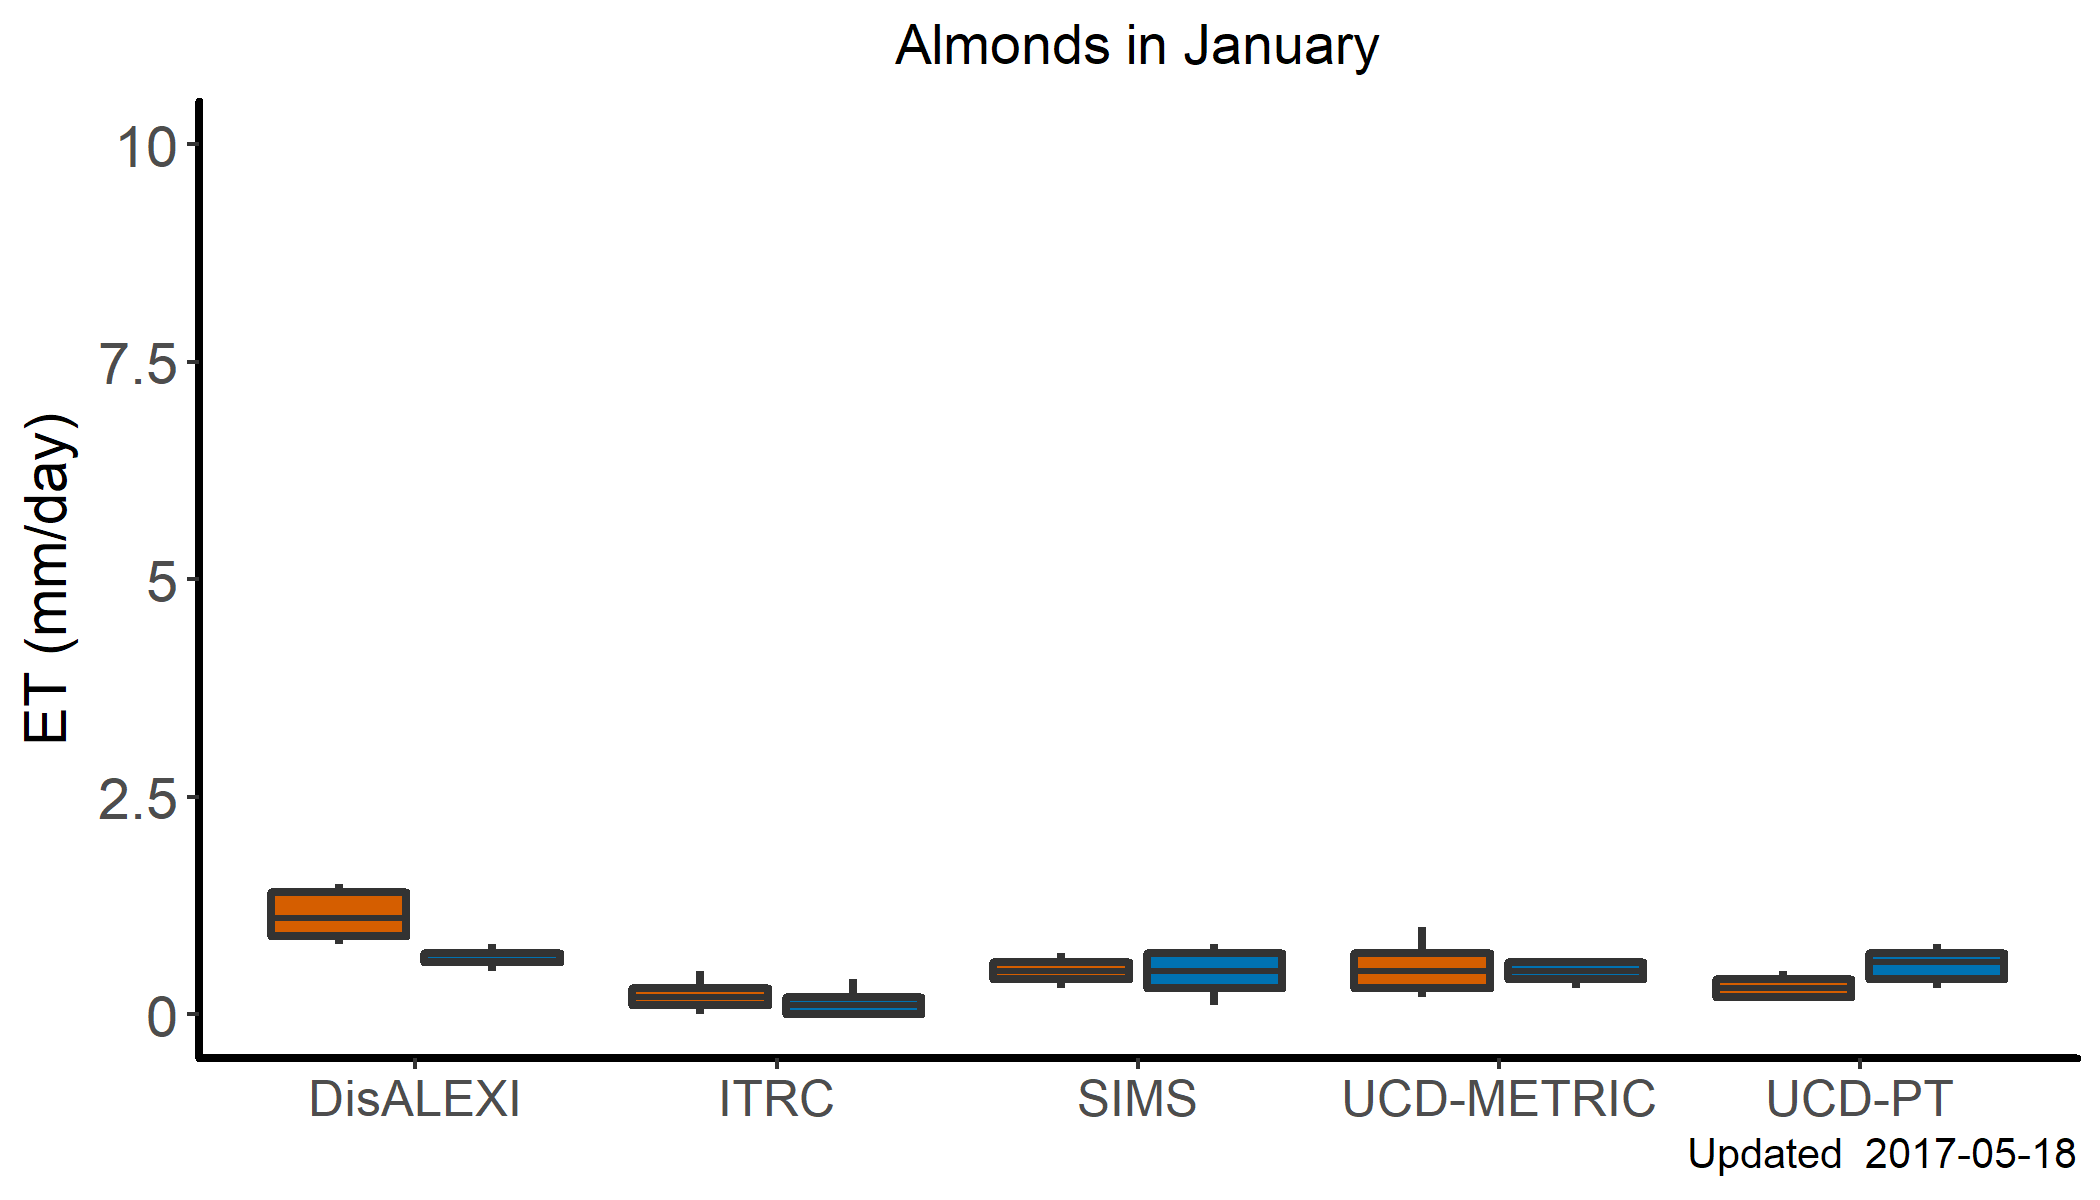 Almonds in January
ET (mm/day)
10
7.5
5
2.5
0
DisALEXI ITRC SIMS UCD-METRIC UCD-PT
Updated 2017-05-18